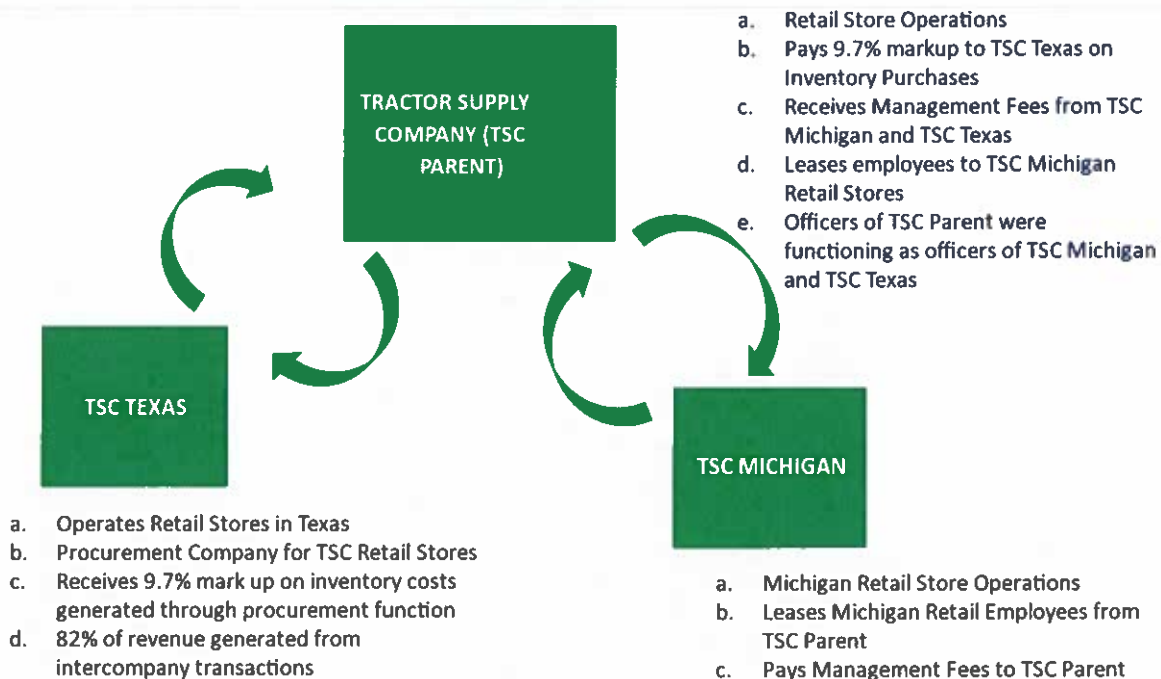 a. Retail Store Operations
b. Pays 9.7% markup to TSC Texas on
Inventory Purchases
c. Receives Management Fees from TSC
Michigan and TSC Texas
d. Leases employees to TSC Michigan
Retail Stores
e. Officers of TSC Parent were
functioning as officers of TSC Michigan
and TSC Texas
TRACTOR SUPPLY
COMPANY (TSC
PARENT)
TSC TEXAS
TSC MICHIGAN
a. Operates Retail Stores in Texas
b. Procurement Company for TSC Retail Stores
c. Receives 9.7% mark up on inventory costs
generated through procurement function
d. 82% of revenue generated from
intercompany transactions
a. Michigan Retail Store Operations
b. Leases Michigan Retail Employees from
TSC Parent
c. Pays Management Fees to TSC Parent